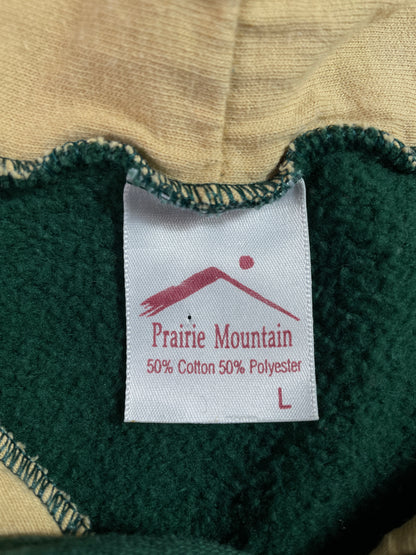 Prairie Mountain
50% Cotton 50% Polyester
L